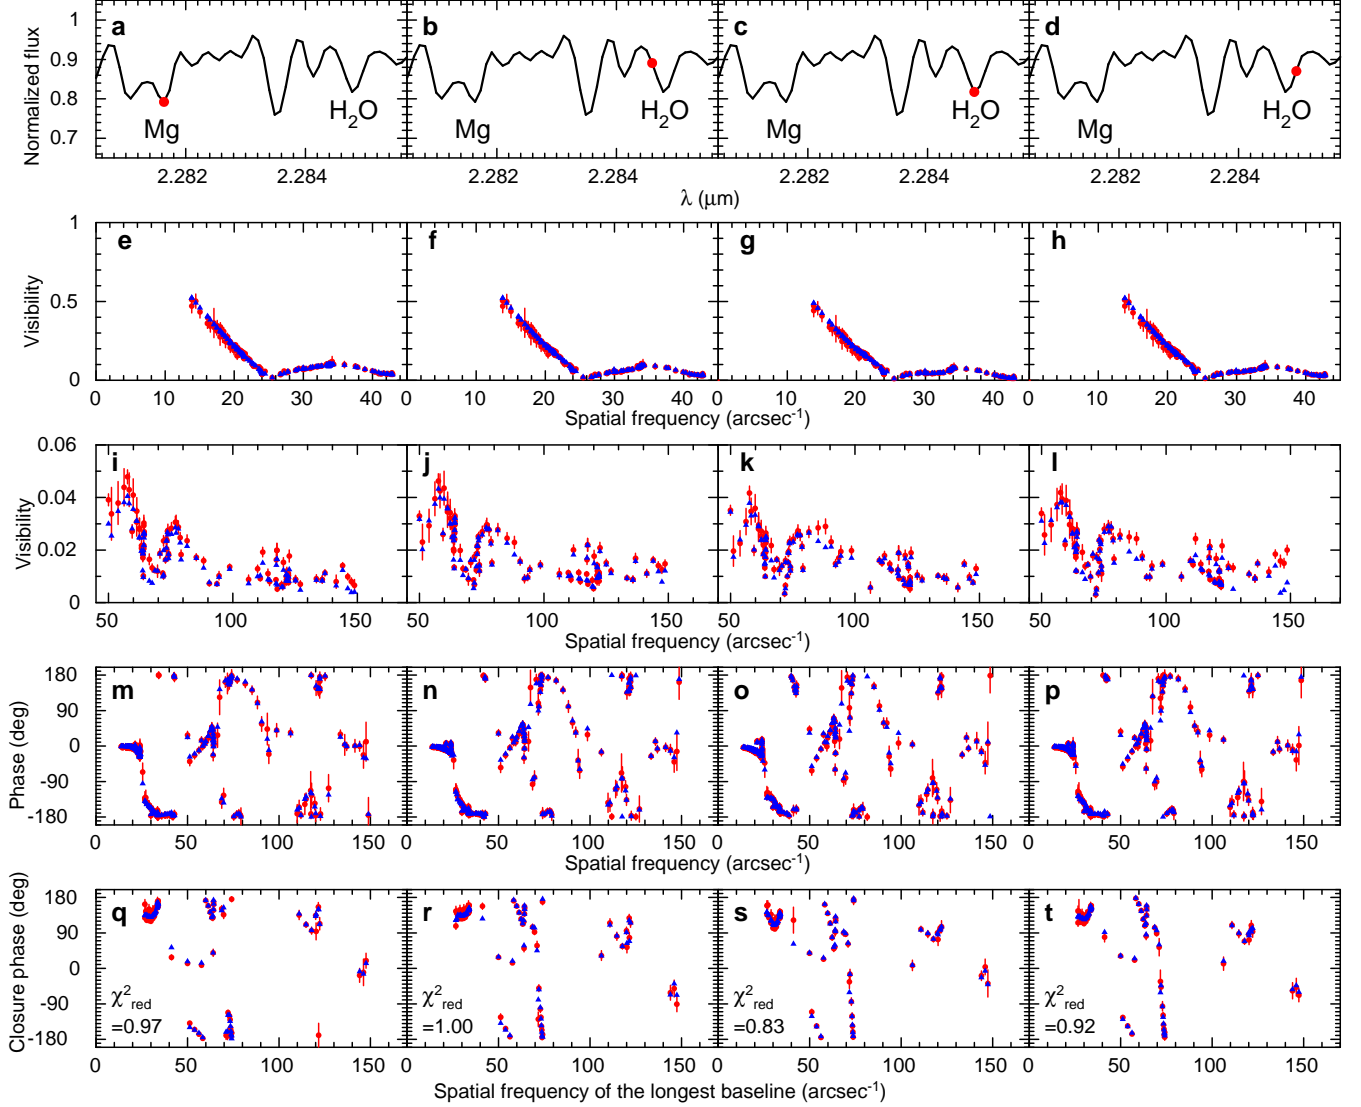 a b c d
Normalized flux
1
0.9
0.8
0.7
Mg H₂O Mg H₂O Mg H₂O Mg H₂O
2.282 2.284 2.282 2.284 2.282 2.284 2.282 2.284
λ (μm)
e f g h
Visibility
1
0.5
0
0 10 20 30 40 0 10 20 30 40 0 10 20 30 40 0 10 20 30 40
Spatial frequency (arcsec⁻¹)
i j k l
Visibility
0.06
0.04
0.02
0
50 100 150 50 100 150 50 100 150 50 100 150
Spatial frequency (arcsec⁻¹)
m n o p
Phase (deg)
180
90
0
-90
-180
0 50 100 150 0 50 100 150 0 50 100 150 0 50 100 150
Spatial frequency (arcsec⁻¹)
q r s t
Closure phase (deg)
180
90
0
-90
-180
χ²red χ²red χ²red χ²red
=0.97 =1.00 =0.83 =0.92
0 50 100 150 0 50 100 150 0 50 100 150 0 50 100 150
Spatial frequency of the longest baseline (arcsec⁻¹)